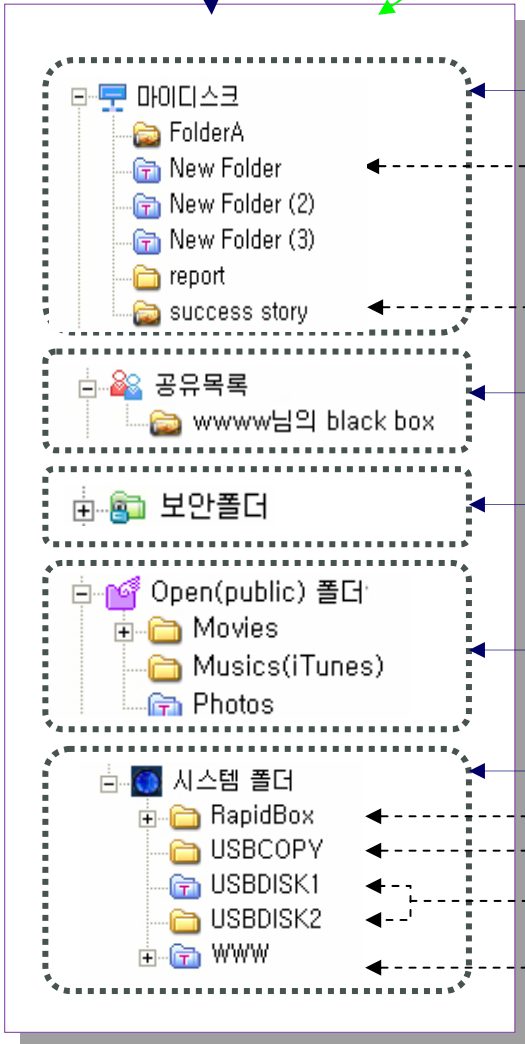 마이디스크
FolderA
New Folder
New Folder (2)
New Folder (3)
report
success story
공유목록
wwww님의 black box
보안폴더
Open(public) 폴더
Movies
Musics(iTunes)
Photos
시스템 폴더
RapidBox
USBCOPY
USBDISK1
USBDISK2
WWW